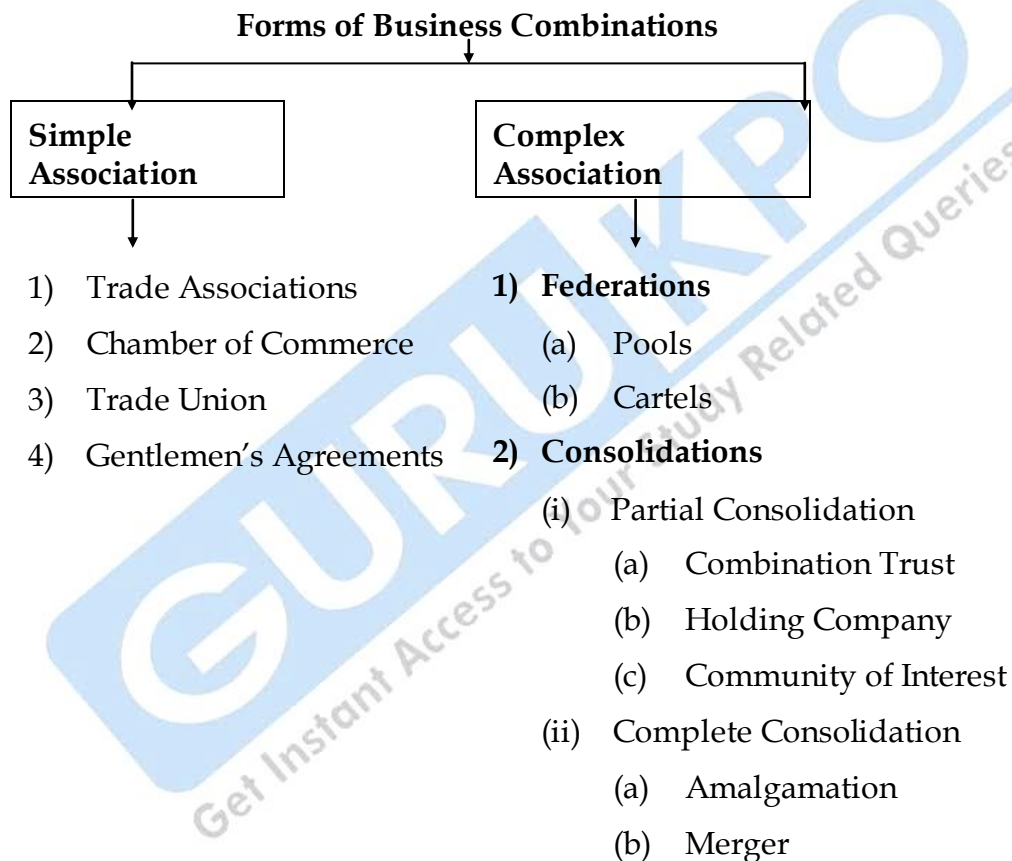 Forms of Business Combinations
Simple
Association
Complex
Association
1) Trade Associations
2) Chamber of Commerce
3) Trade Union
4) Gentlemen's Agreements
1) Federations
(a) Pools
(b) Cartels
2) Consolidations
(i) Partial Consolidation
(a) Combination Trust
(b) Holding Company
(c) Community of Interest
(ii) Complete Consolidation
(a) Amalgamation
(b) Merger
GURUKPO
Get Instant Access to Your Study Related Queries